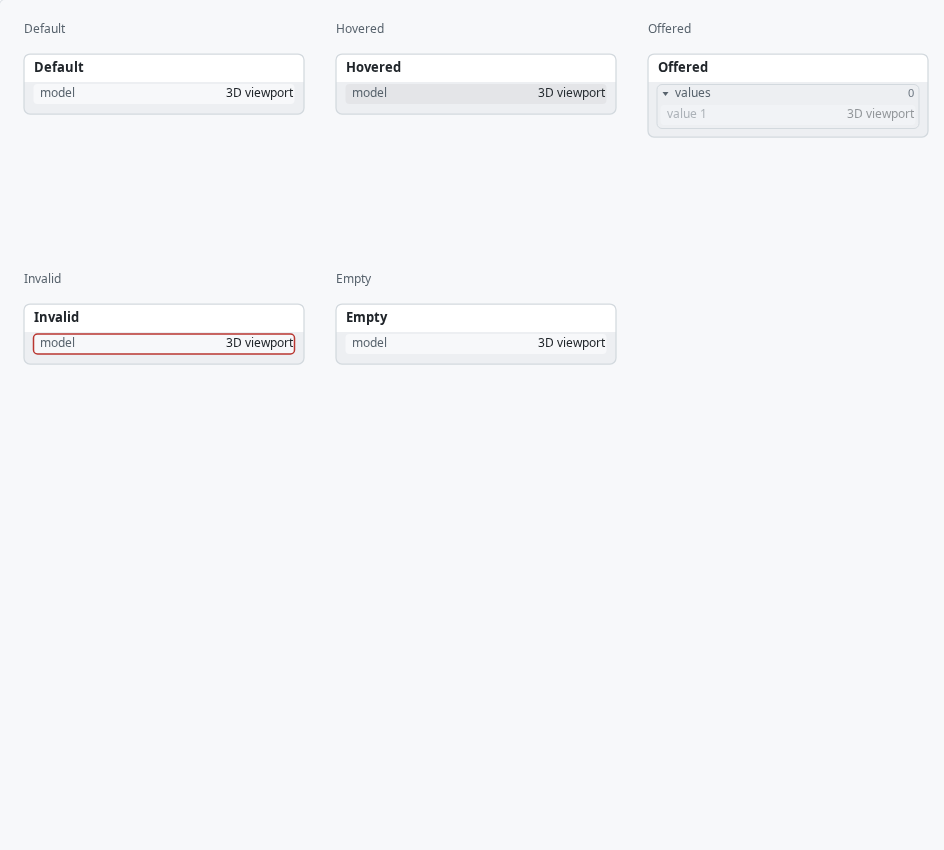 Default
Hovered
Offered
Default
model 3D viewport
Hovered
model 3D viewport
Offered
values 0
value 1 3D viewport
Invalid
Empty
Invalid
model 3D viewport
Empty
model 3D viewport